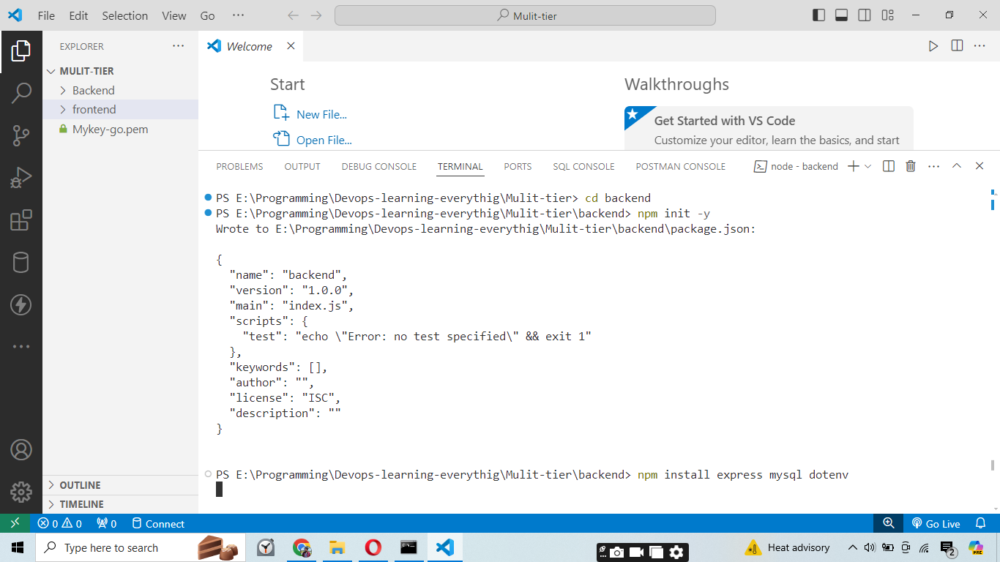 File Edit Selection View Go ···
Mulit-tier
EXPLORER
MULIT-TIER
Backend
frontend
Mykey-go.pem
OUTLINE
TIMELINE
Welcome
Start
New File...
Open File...
Walkthroughs
Get Started with VS Code
Customize your editor, learn the basics, and start
PROBLEMS OUTPUT DEBUG CONSOLE TERMINAL PORTS SQL CONSOLE POSTMAN CONSOLE node - backend
PS E:\Programming\Devops-learning-everythig\Mulit-tier> cd backend
PS E:\Programming\Devops-learning-everythig\Mulit-tier\backend> npm init -y
Wrote to E:\Programming\Devops-learning-everythig\Mulit-tier\backend\package.json:
{
"name": "backend",
"version": "1.0.0",
"main": "index.js",
"scripts": {
"test": "echo \"Error: no test specified\" && exit 1"
},
"keywords": [],
"author": "",
"license": "ISC",
"description": ""
}
PS E:\Programming\Devops-learning-everythig\Mulit-tier\backend> npm install express mysql dotenv
0 0 0 Connect Go Live
Type here to search
Heat advisory
2
PRE